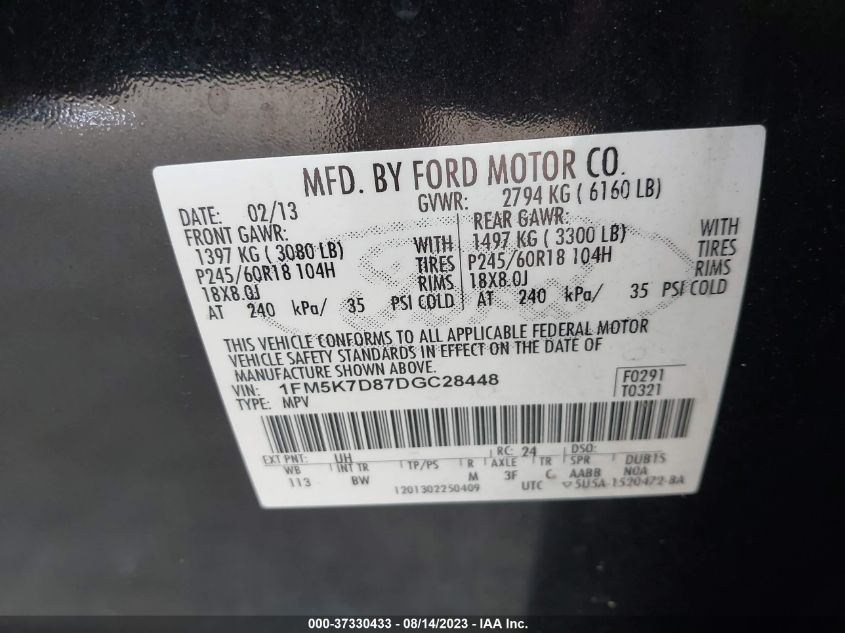 MFD. BY FORD MOTOR CO.
DATE: 02/13 GVWR: 2794 KG ( 6160 LB)
FRONT GAWR: REAR GAWR:
1397 KG ( 3080 LB) WITH 1497 KG ( 3300 LB) WITH
P245/60R18 104H TIRES P245/60R18 104H TIRES
18X8.0J RIMS 18X8.0J RIMS
AT 240 kPa/ 35 PSI COLD AT 240 kPa/ 35 PSI COLD
THIS VEHICLE CONFORMS TO ALL APPLICABLE FEDERAL MOTOR
VEHICLE SAFETY STANDARDS IN EFFECT ON THE DATE OF
MANUFACTURE SHOWN ABOVE.
VIN: 1FM5K7D87DGC28448 F0291
TYPE: MPV T0321
EXT PNT: UH RC: 24 DSO:
WB INT TR TP/PS R AXLE TR SPR DUB15
113 BW M 3F C AABB N0A
1201302250409 UTC ▽5U5A-1520472-BA
000-37330433 - 08/14/2023 - IAA Inc.